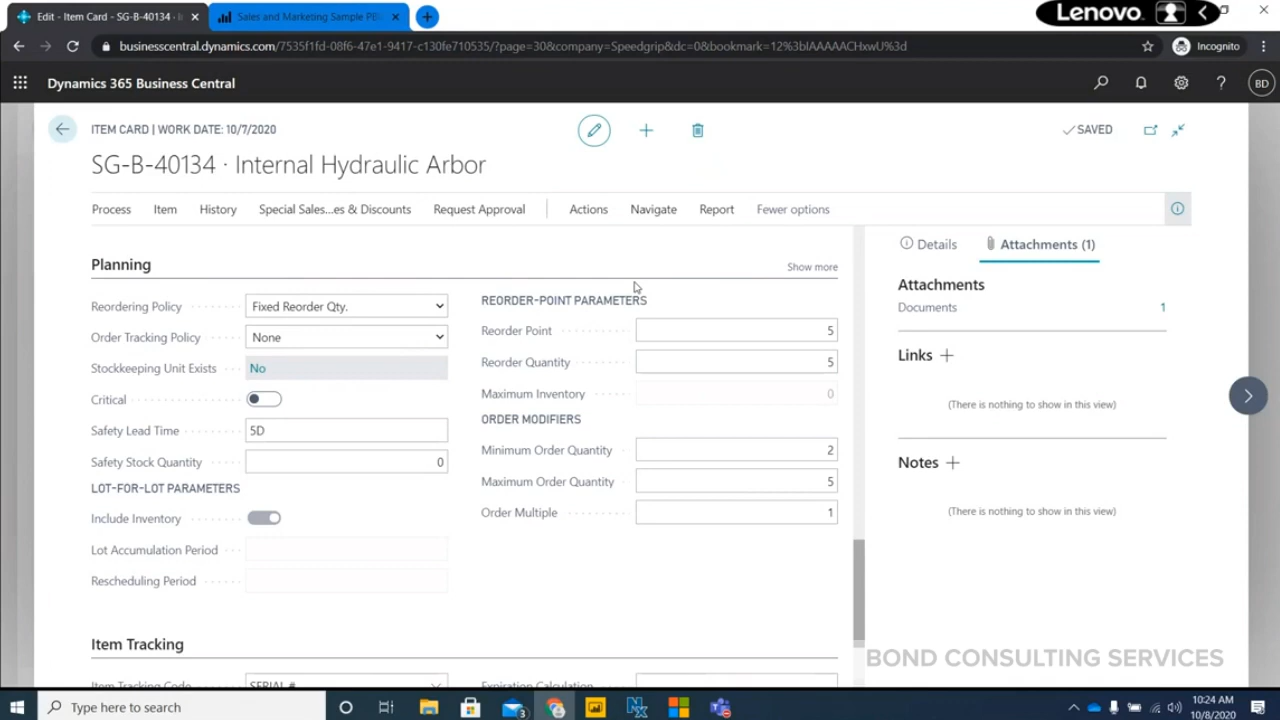 Edit - Item Card - SG-B-40134 · I
Sales and Marketing Sample PBI
Lenovo
businesscentral.dynamics.com/7535f1fd-08f6-47e1-9417-c130fe710535/?page=30&company=Speedgrip&dc=0&bookmark=12%3bIAAAAACHxwU%3d
Incognito
Dynamics 365 Business Central
BD
ITEM CARD | WORK DATE: 10/7/2020
SAVED
SG-B-40134 · Internal Hydraulic Arbor
Process Item History Special Sales...es & Discounts Request Approval Actions Navigate Report Fewer options
Planning
Show more
Reordering Policy Fixed Reorder Qty.
Order Tracking Policy None
Stockkeeping Unit Exists No
Critical
Safety Lead Time 5D
Safety Stock Quantity 0
LOT-FOR-LOT PARAMETERS
Include Inventory
Lot Accumulation Period
Rescheduling Period
REORDER-POINT PARAMETERS
Reorder Point 5
Reorder Quantity 5
Maximum Inventory 0
ORDER MODIFIERS
Minimum Order Quantity 2
Maximum Order Quantity 5
Order Multiple 1
Item Tracking
Item Tracking Code SERIAL #
Expiration Calculation
Details Attachments (1)
Attachments
Documents 1
Links
(There is nothing to show in this view)
Notes
(There is nothing to show in this view)
BOND CONSULTING SERVICES
Type here to search
10:24 AM
10/8/2020